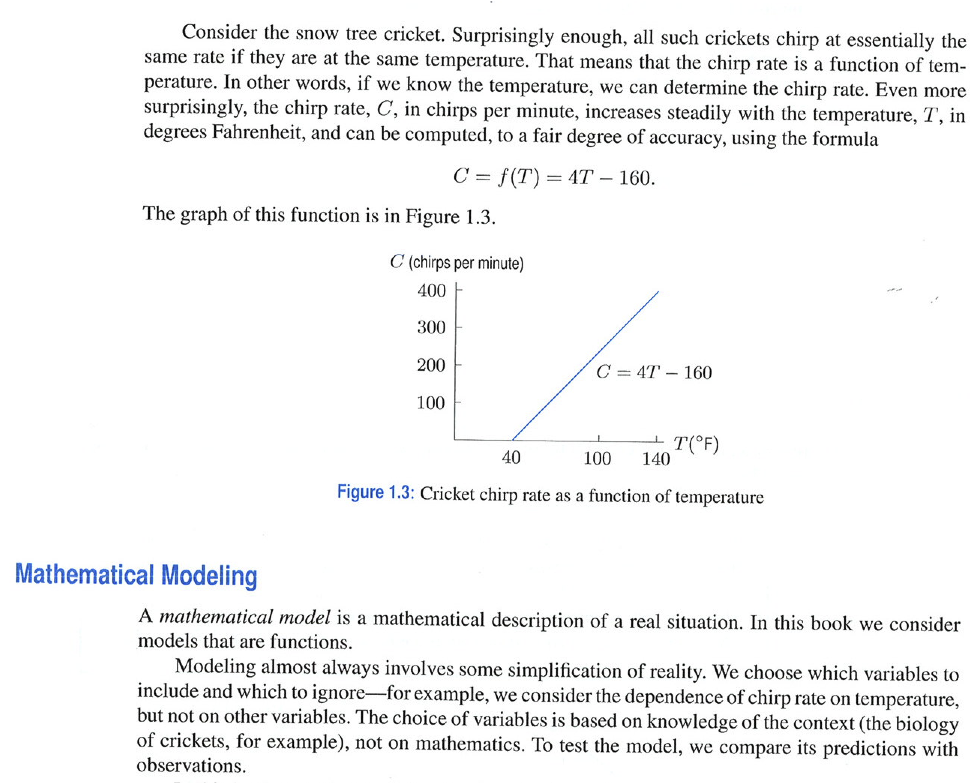 Consider the snow tree cricket. Surprisingly enough, all such crickets chirp at essentially the
same rate if they are at the same temperature. That means that the chirp rate is a function of tem-
perature. In other words, if we know the temperature, we can determine the chirp rate. Even more
surprisingly, the chirp rate, C, in chirps per minute, increases steadily with the temperature, T, in
degrees Fahrenheit, and can be computed, to a fair degree of accuracy, using the formula
C = f(T) = 4T − 160.
The graph of this function is in Figure 1.3.
C (chirps per minute)
400
300
200
100
C = 4T − 160
T(°F)
40 100 140
Figure 1.3: Cricket chirp rate as a function of temperature
Mathematical Modeling
A mathematical model is a mathematical description of a real situation. In this book we consider
models that are functions.
Modeling almost always involves some simplification of reality. We choose which variables to
include and which to ignore—for example, we consider the dependence of chirp rate on temperature,
but not on other variables. The choice of variables is based on knowledge of the context (the biology
of crickets, for example), not on mathematics. To test the model, we compare its predictions with
observations.